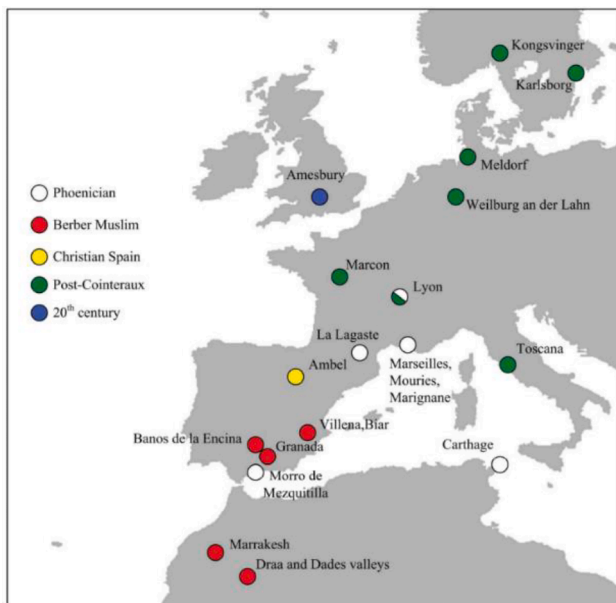 Kongsvinger
Karlsborg
Meldorf
Amesbury
Weilburg an der Lahn
Phoenician
Berber Muslim
Christian Spain
Post-Cointeraux
20th century
Marcon
Lyon
La Lagaste
Marseilles,
Mouries,
Marignane
Toscana
Ambel
Villena,Biar
Banos de la Encina
Granada
Morro de
Mezquitilla
Carthage
Marrakesh
Draa and Dades valleys